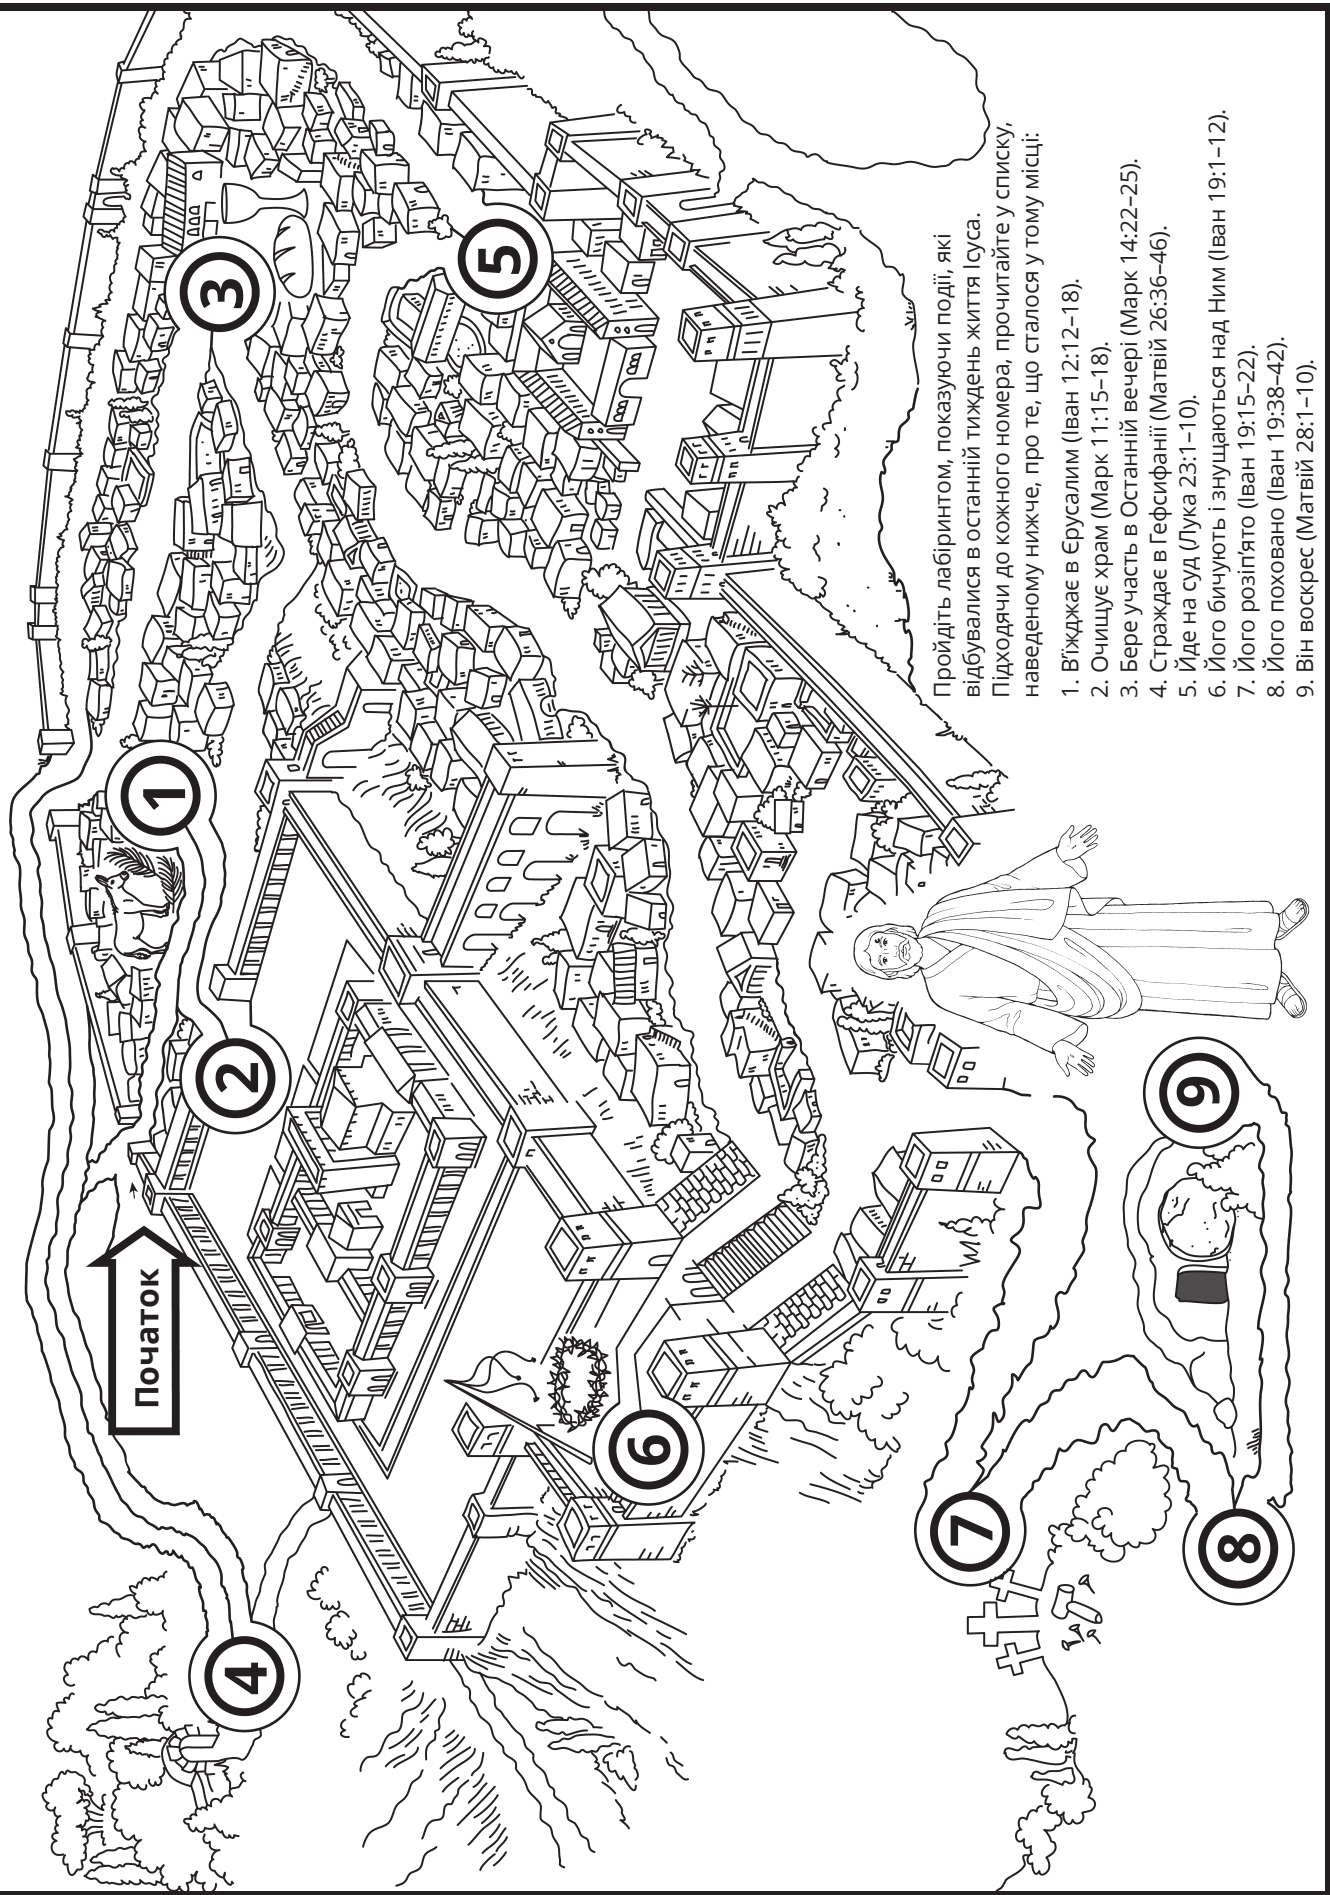 Пройдіть лабіринтом, показуючи події, які
відбувалися в останній тиждень життя Ісуса.
Підходячи до кожного номера, прочитайте у списку,
наведеному нижче, про те, що сталося у тому місці:
1. В’їжджає в Єрусалим (Іван 12:12–18).
2. Очищує храм (Марк 11:15–18).
3. Бере участь в Останній вечері (Марк 14:22–25).
4. Страждає в Гефсиманії (Матвій 26:36–46).
5. Йде на суд (Лука 23:1–10).
6. Його бичують і знущаються над Ним (Іван 19:1–12).
7. Його розіп’ято (Іван 19:15–22).
8. Його поховано (Іван 19:38–42).
9. Він воскрес (Матвій 28:1–10).
Початок
1
2
3
4
5
6
7
8
9